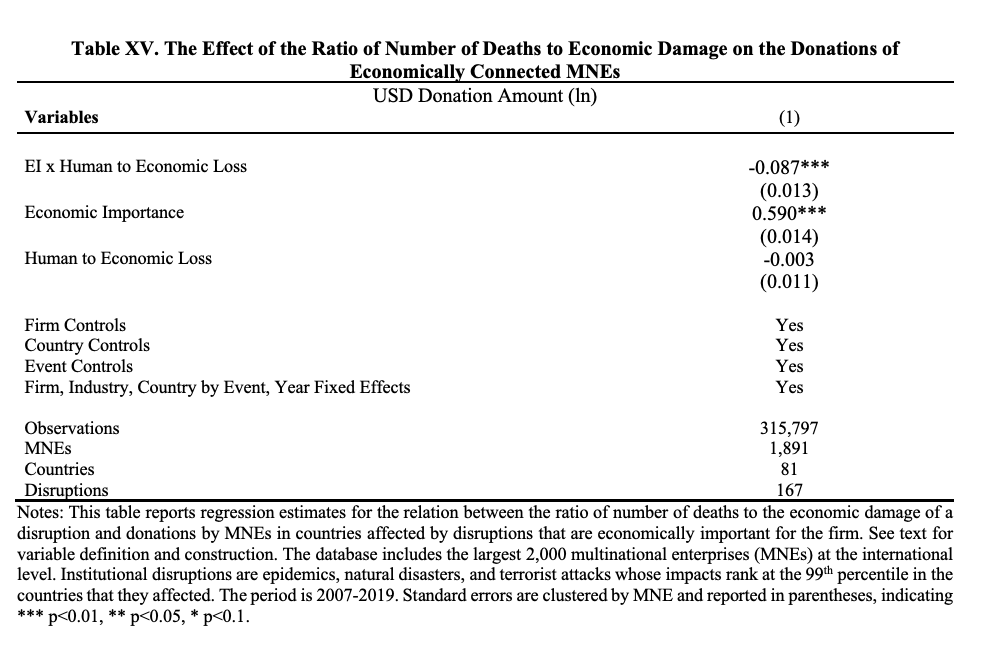 Table XV. The Effect of the Ratio of Number of Deaths to Economic Damage on the Donations of
Economically Connected MNEs
USD Donation Amount (ln)
Variables (1)
EI x Human to Economic Loss -0.087***
(0.013)
Economic Importance 0.590***
(0.014)
Human to Economic Loss -0.003
(0.011)
Firm Controls Yes
Country Controls Yes
Event Controls Yes
Firm, Industry, Country by Event, Year Fixed Effects Yes
Observations 315,797
MNEs 1,891
Countries 81
Disruptions 167
Notes: This table reports regression estimates for the relation between the ratio of number of deaths to the economic damage of a
disruption and donations by MNEs in countries affected by disruptions that are economically important for the firm. See text for
variable definition and construction. The database includes the largest 2,000 multinational enterprises (MNEs) at the international
level. Institutional disruptions are epidemics, natural disasters, and terrorist attacks whose impacts rank at the 99th percentile in the
countries that they affected. The period is 2007-2019. Standard errors are clustered by MNE and reported in parentheses, indicating
*** p<0.01, ** p<0.05, * p<0.1.